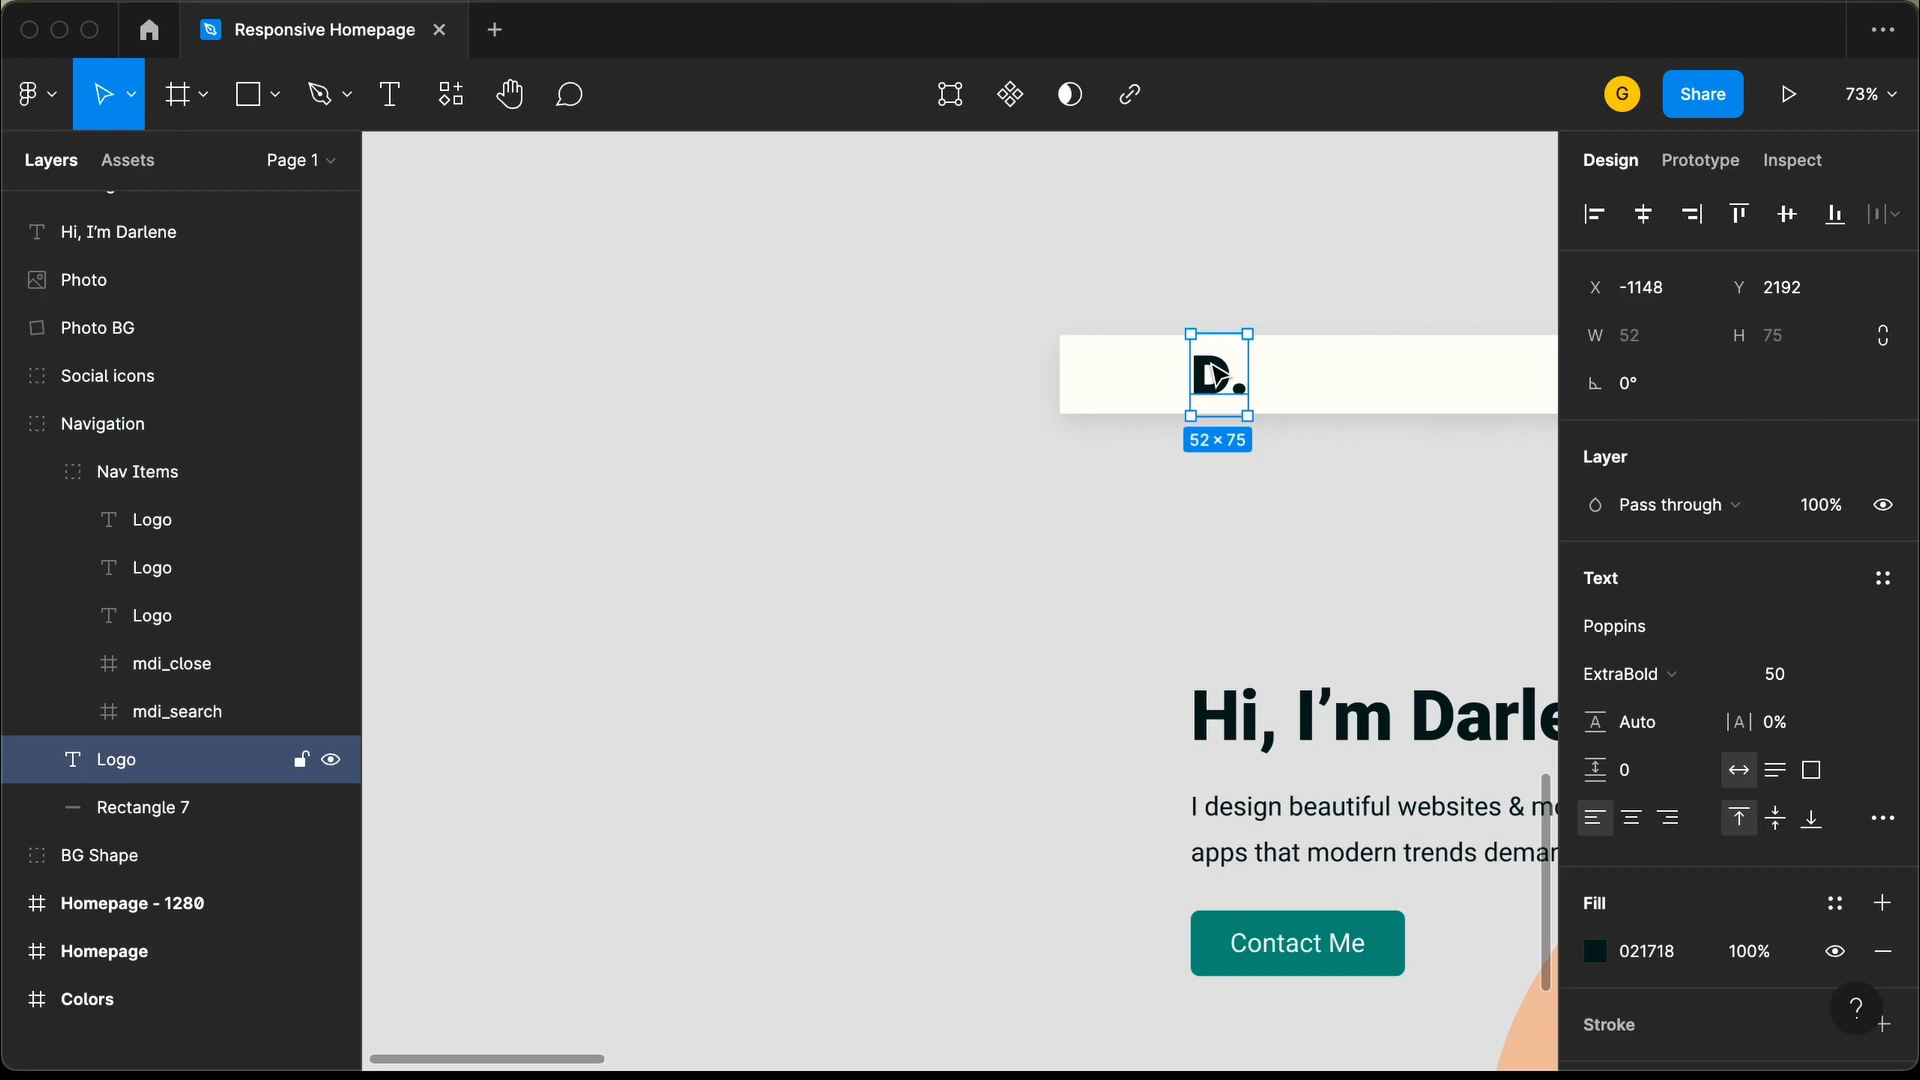 Responsive Homepage
G
Share
73%
Layers
Assets
Page 1
Hi, I’m Darlene
Photo
Photo BG
Social icons
Navigation
Nav Items
Logo
Logo
Logo
mdi_close
mdi_search
Logo
Rectangle 7
BG Shape
Homepage - 1280
Homepage
Colors
D.
52 × 75
Hi, I’m Darle
I design beautiful websites & mo
apps that modern trends deman
Contact Me
Design
Prototype
Inspect
X -1148
Y 2192
W 52
H 75
0°
Layer
Pass through
100%
Text
Poppins
ExtraBold
50
A Auto
|A| 0%
0
Fill
021718
100%
?
Stroke